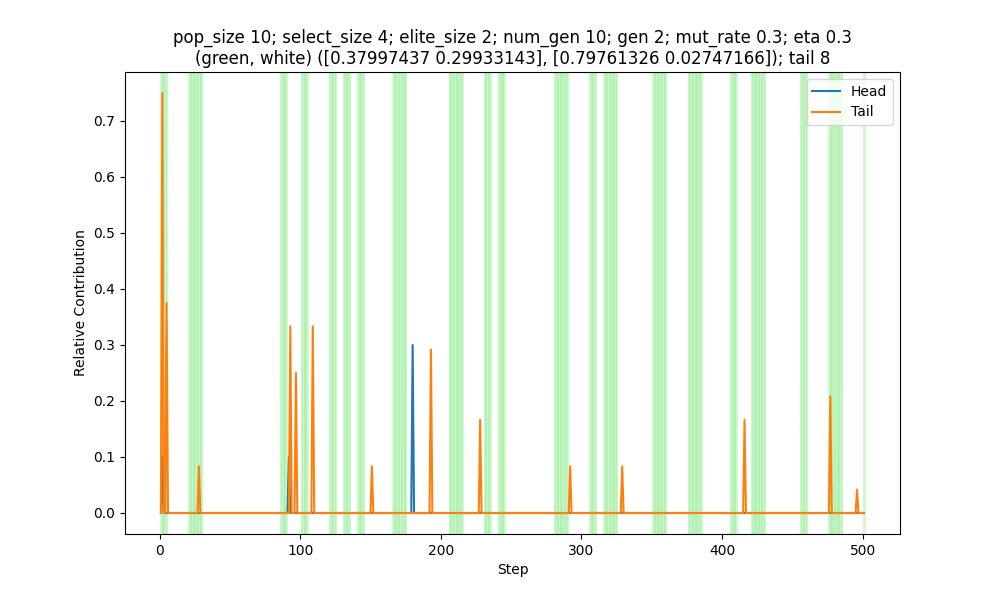 pop_size 10; select_size 4; elite_size 2; num_gen 10; gen 2; mut_rate 0.3; eta 0.3
(green, white) ([0.37997437 0.29933143], [0.79761326 0.02747166]); tail 8
Head
Tail
Relative Contribution
0.7
0.6
0.5
0.4
0.3
0.2
0.1
0.0
0 100 200 300 400 500
Step